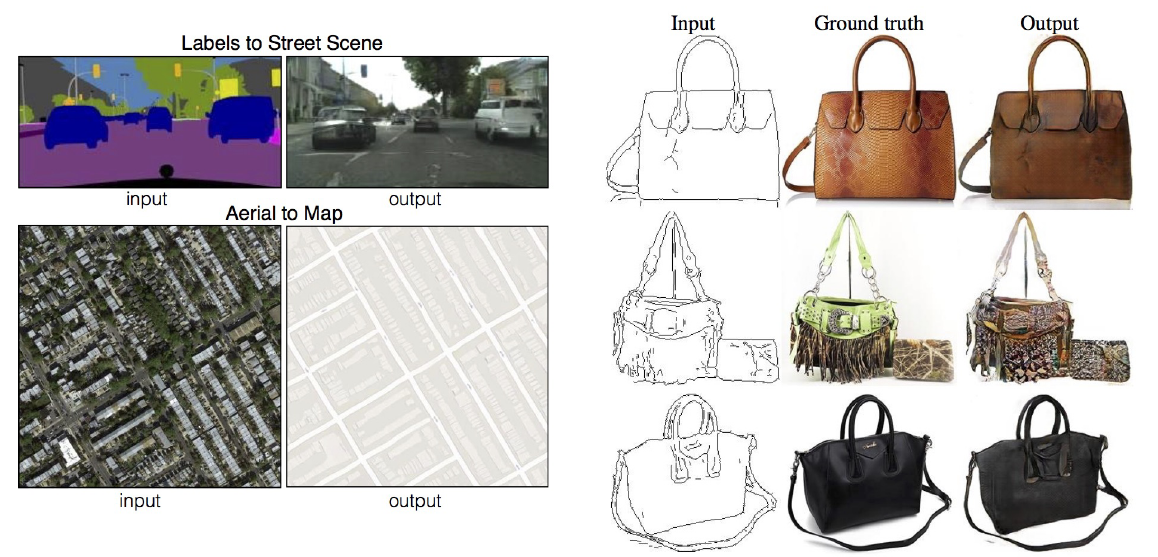 Labels to Street Scene
input
output
Aerial to Map
input
output
Input
Ground truth
Output